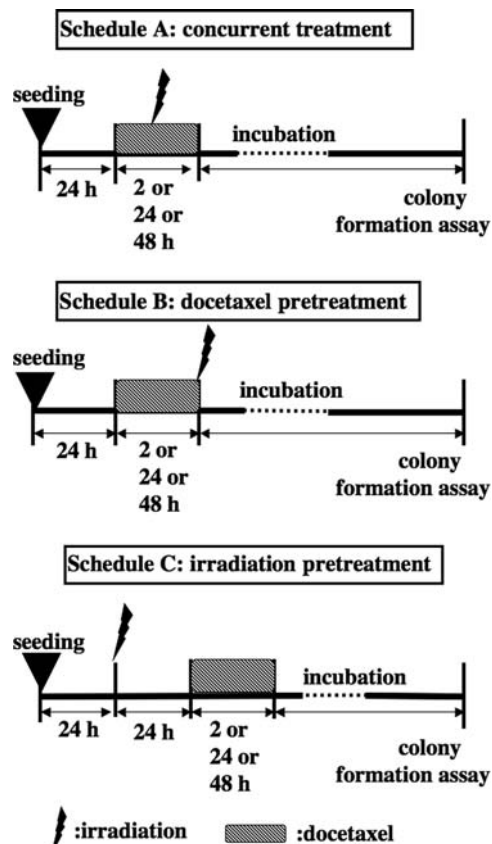 Schedule A: concurrent treatment
seeding
incubation
24 h
2 or
24 or
48 h
colony
formation assay
Schedule B: docetaxel pretreatment
seeding
incubation
24 h
2 or
24 or
48 h
colony
formation assay
Schedule C: irradiation pretreatment
seeding
incubation
24 h
24 h
2 or
24 or
48 h
colony
formation assay
:irradiation
:docetaxel